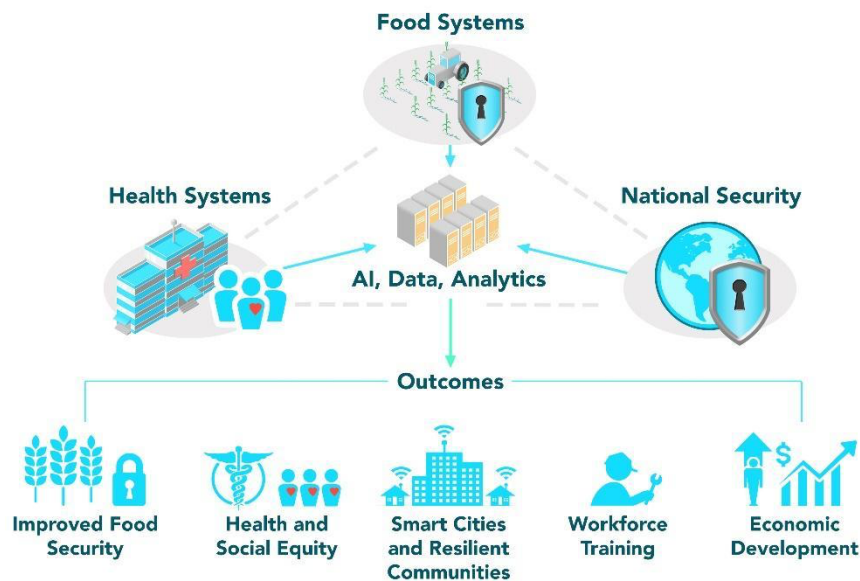 Food Systems
Health Systems
National Security
AI, Data, Analytics
Outcomes
$
Improved Food
Security
Health and
Social Equity
Smart Cities
and Resilient
Communities
Workforce
Training
Economic
Development